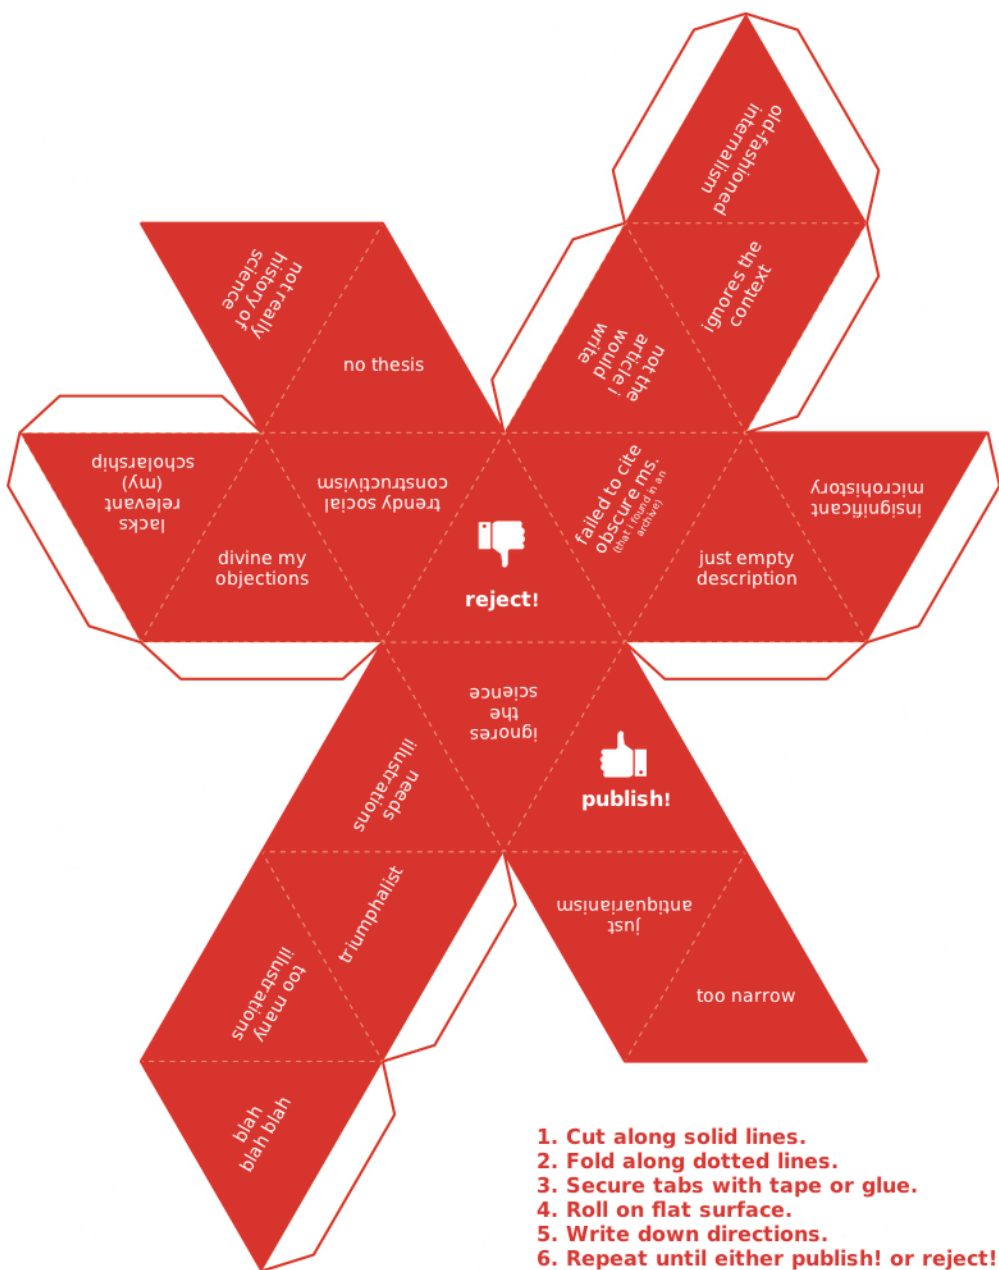 old-fashioned
internalism
ignores the
context
not really
history of
science
no thesis
not the
article i
would
write
lacks
relevant
(my)
scholarship
divine my
objections
trendy social
constructivism
reject!
failed to cite
obscure ms.
(that i found in an
archive)
just empty
description
insignificant
microhistory
ignores
the
science
publish!
needs
illustrations
triumphalist
just
antiquarianism
too narrow
too many
illustrations
blah
blah blah
1. Cut along solid lines.
2. Fold along dotted lines.
3. Secure tabs with tape or glue.
4. Roll on flat surface.
5. Write down directions.
6. Repeat until either publish! or reject!